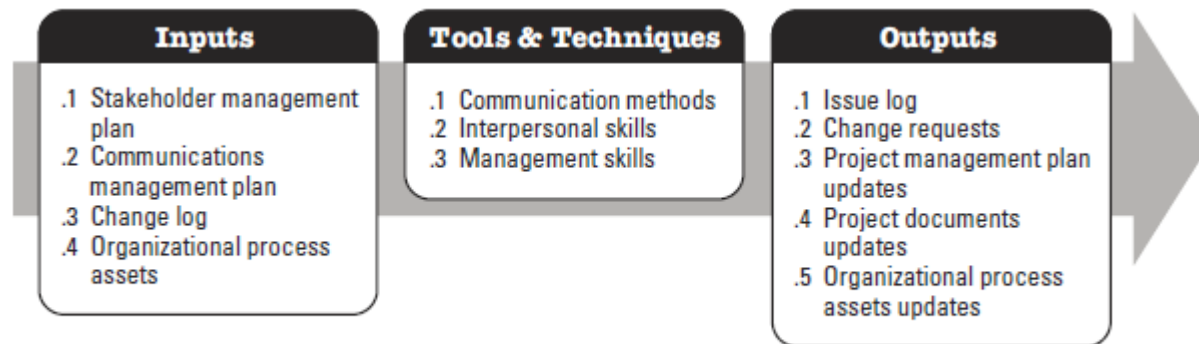 Inputs
.1 Stakeholder management
plan
.2 Communications
management plan
.3 Change log
.4 Organizational process
assets
Tools & Techniques
.1 Communication methods
.2 Interpersonal skills
.3 Management skills
Outputs
.1 Issue log
.2 Change requests
.3 Project management plan
updates
.4 Project documents
updates
.5 Organizational process
assets updates